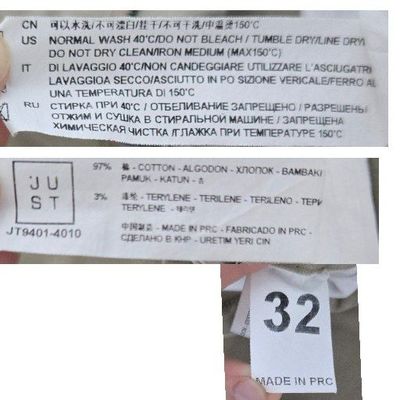 CN 可以水洗/不可漂白/挂干/不可干洗/中温烫150°C
US NORMAL WASH 40°C/DO NOT BLEACH / TUMBLE DRY/LINE DRY/
DO NOT DRY CLEAN/IRON MEDIUM (MAX150°C)
IT DI LAVAGGIO 40°C/NON CANDEGGIARE UTILIZZARE L'ASCIUGATRI
LAVAGGIOA SECCO/ASCIUTTO IN PO SIZIONE VERICALE/FERRO AL
UNA TEMPERATURA DI 150°C
RU СТИРКА ПРИ 40°C / ОТБЕЛИВАНИЕ ЗАПРЕЩЕНО / РАЗРЕШЕНЫ
ОТЖИМ И СУШКА В СТИРАЛЬНОЙ МАШИНЕ / ЗАПРЕЩЕНА
ХИМИЧЕСКАЯ ЧИСТКА /ГЛАЖКА ПРИ ТЕМПЕРАТУРЕ 150°C
JU
ST
JT9401-4010
97% 棉 - COTTON - ALGODON - ХЛОПОК - BAMBAKI
PAMUK - KATUN -
3% 涤纶 - TERYLENE - TERILENE - TERILENO - ТЕРИ
TERYLENE -
中国制造 - MADE IN PRC - FABRICADO IN PRC -
СДЕЛАНО В КНР - URETIM YERI CIN
32
MADE IN PRC